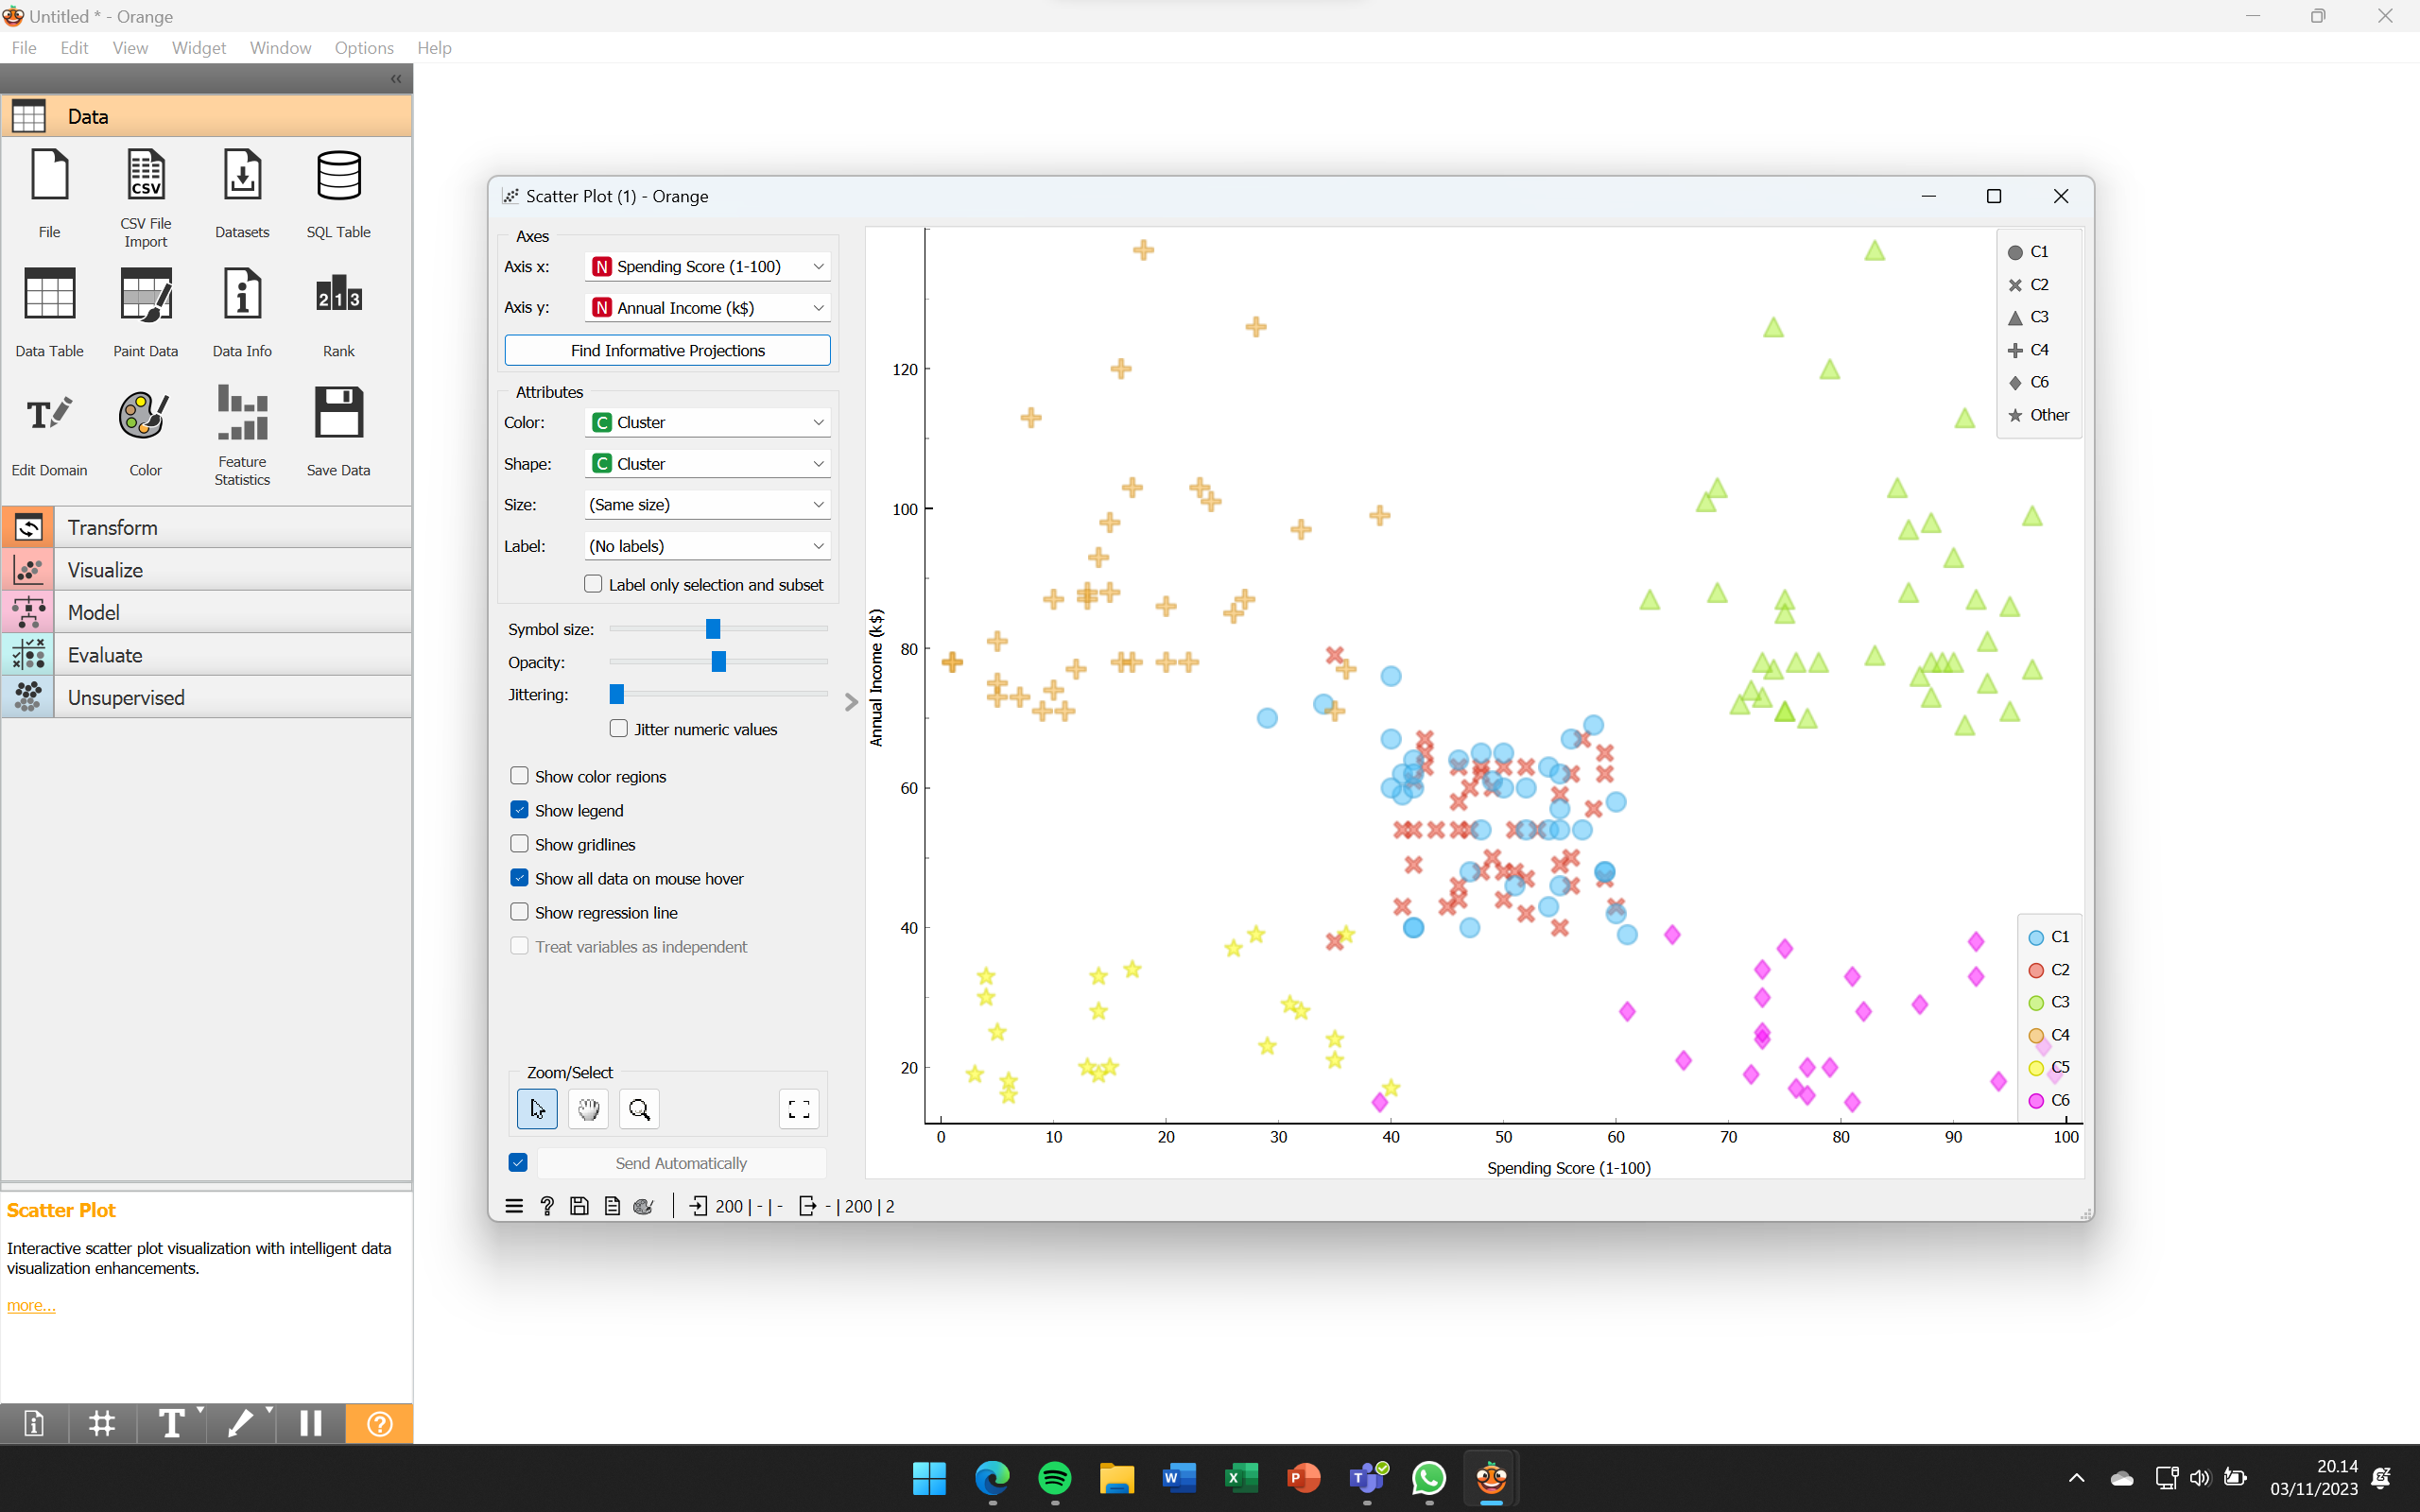 Untitled * - Orange
File Edit View Widget Window Options Help
Data
File
CSV
CSV File
Import
Datasets
SQL Table
Data Table
Paint Data
Data Info
2 1 3
Rank
Edit Domain
Color
Feature
Statistics
Save Data
Transform
Visualize
Model
Evaluate
Unsupervised
Scatter Plot
Interactive scatter plot visualization with intelligent data
visualization enhancements.
more...
Scatter Plot (1) - Orange
Axes
Axis x: N Spending Score (1-100)
Axis y: N Annual Income (k$)
Find Informative Projections
Attributes
Color: C Cluster
Shape: C Cluster
Size: (Same size)
Label: (No labels)
Label only selection and subset
Symbol size:
Opacity:
Jittering:
Jitter numeric values
Show color regions
Show legend
Show gridlines
Show all data on mouse hover
Show regression line
Treat variables as independent
Zoom/Select
Send Automatically
200 | - | - - | 200 | 2
Annual Income (k$)
120
100
80
60
40
20
0 10 20 30 40 50 60 70 80 90 100
Spending Score (1-100)
C1
C2
C3
C4
C6
Other
C1
C2
C3
C4
C5
C6
20.14
03/11/2023